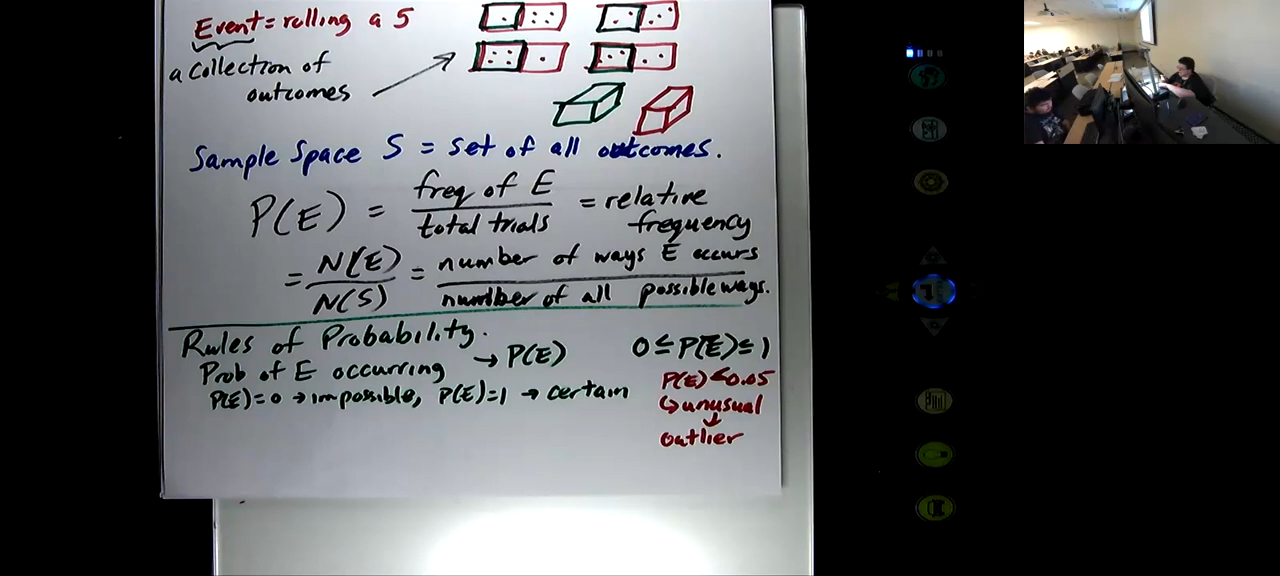 Event = rolling a 5
a collection of
outcomes
Sample Space S = set of all outcomes.
P(E) = freq of E / total trials = relative frequency
= N(E) / N(S) = number of ways E occurs / number of all possible ways.
Rules of Probability.
Prob of E occurring → P(E) 0 ≤ P(E) ≤ 1
P(E)=0 → impossible, P(E)=1 → certain
P(E) < 0.05
↳ unusual
↓
outlier